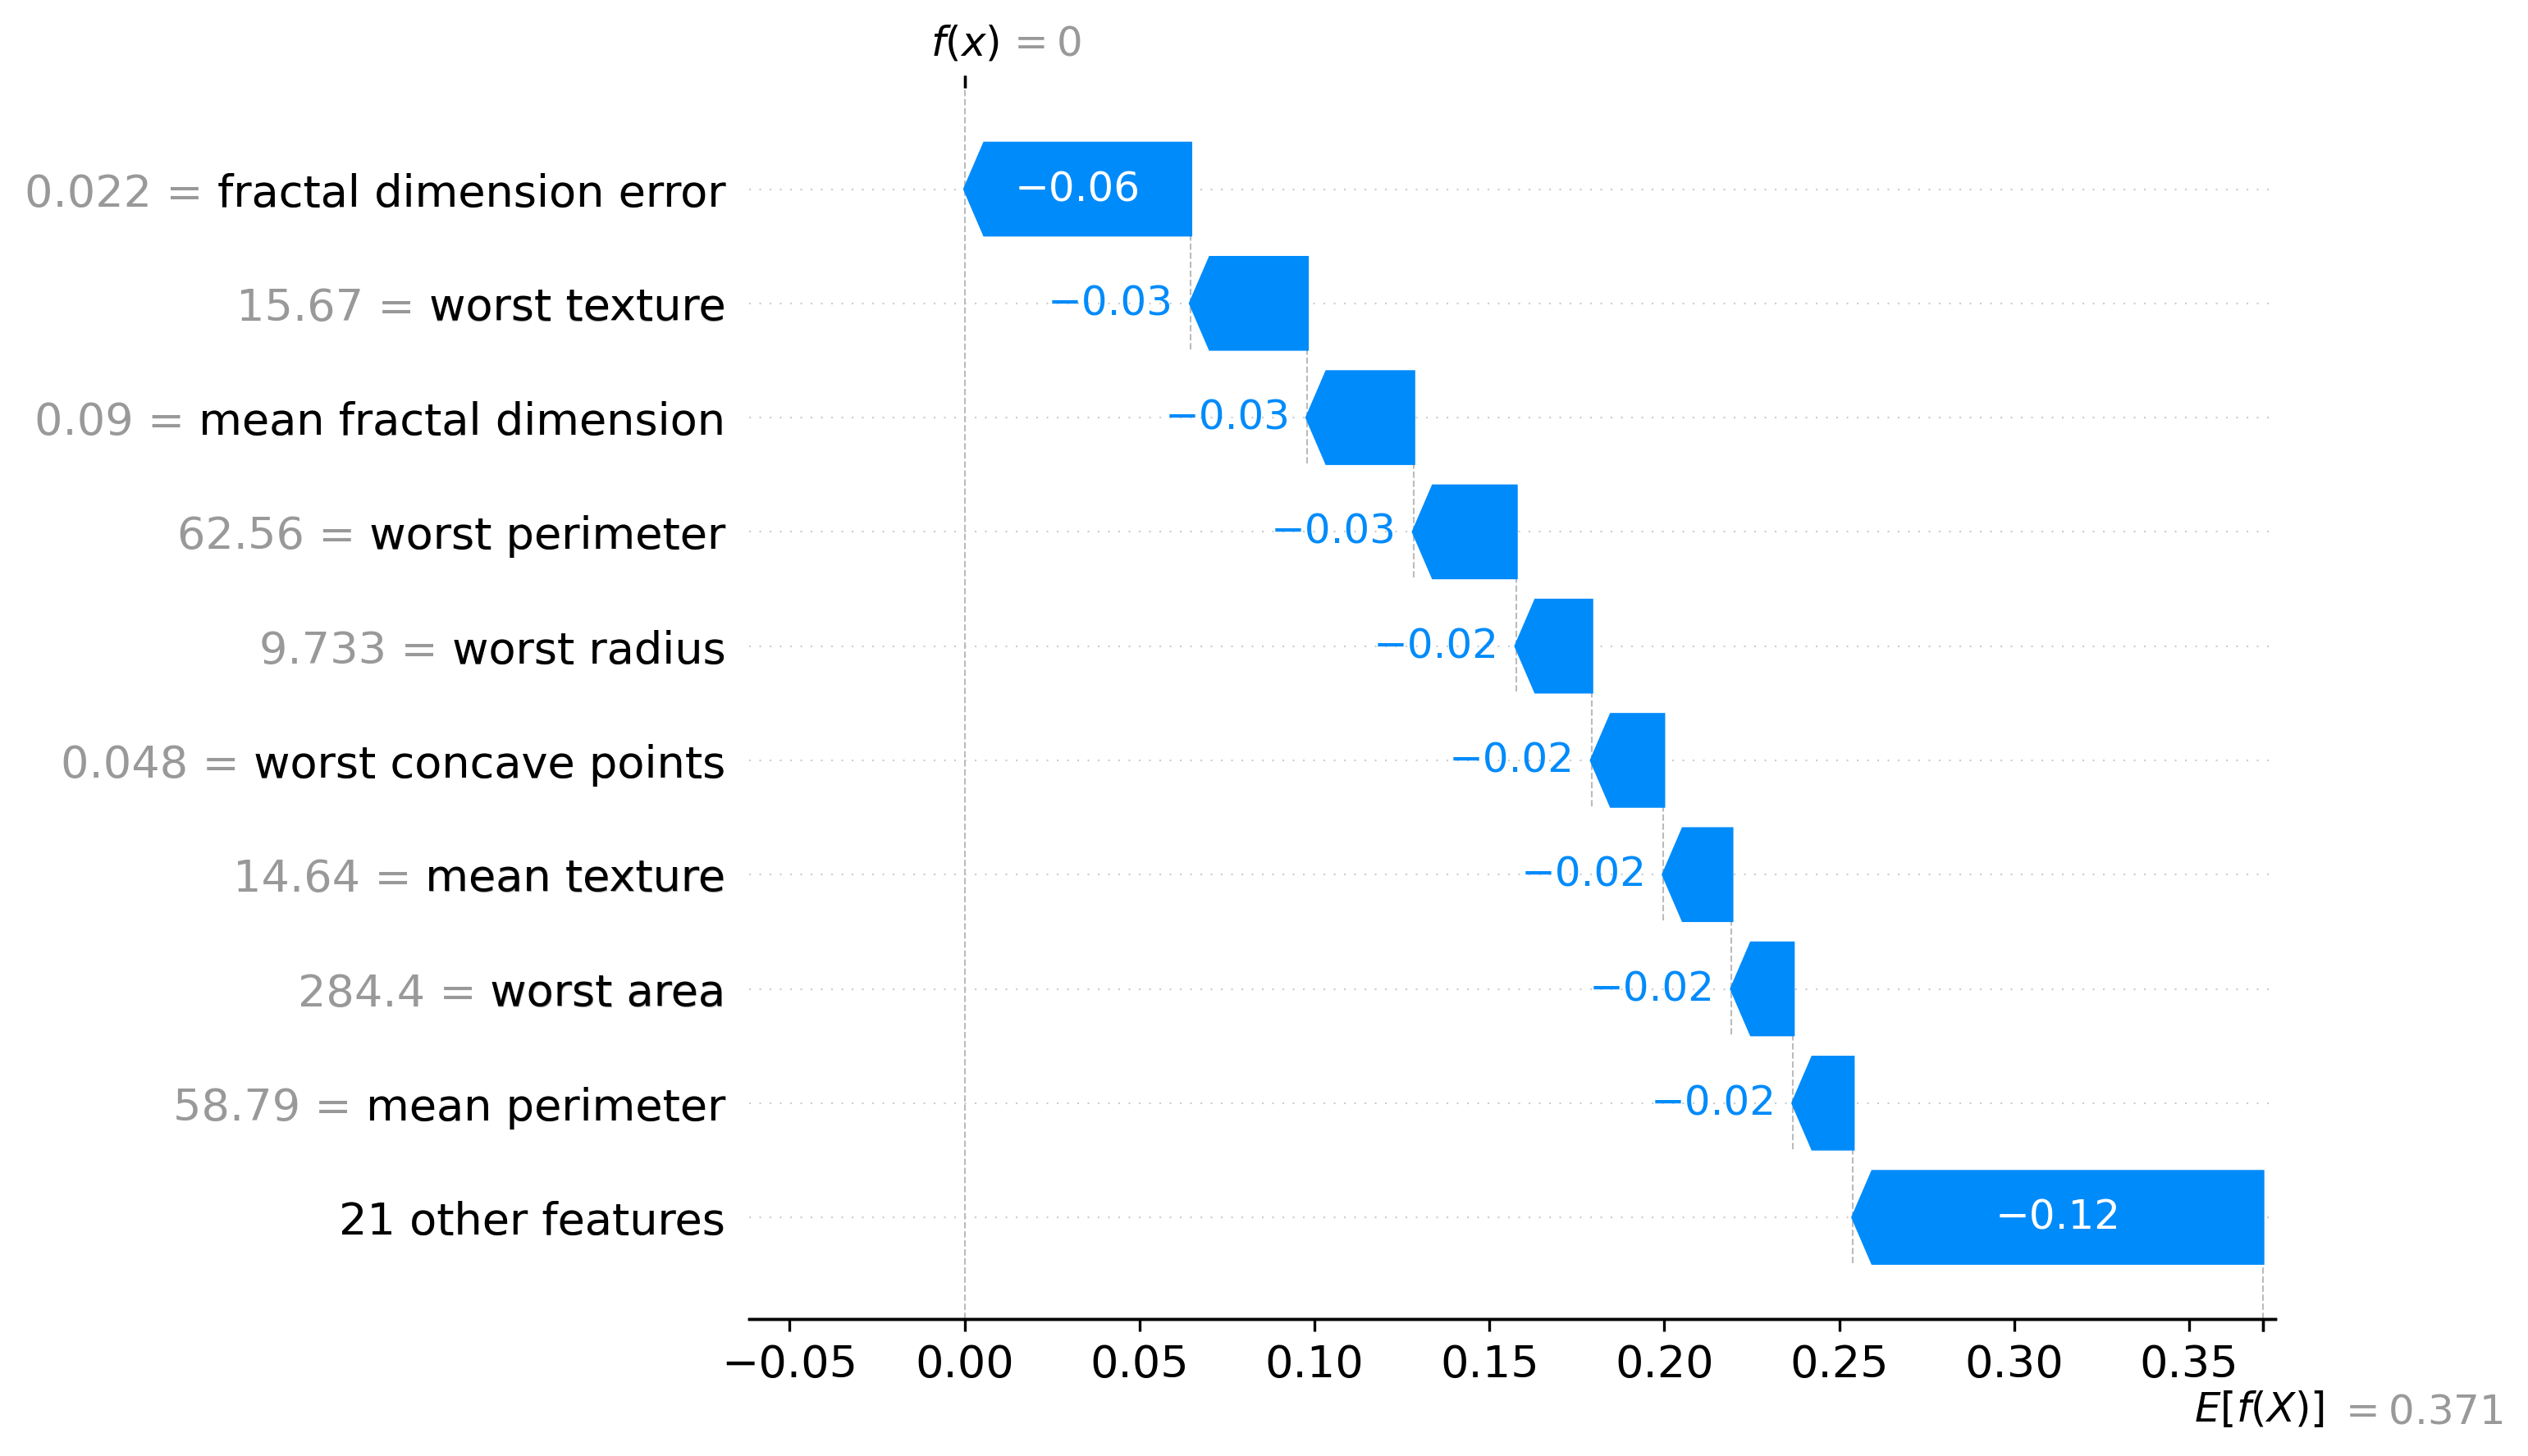 f(x) = 0
0.022 = fractal dimension error
−0.06
15.67 = worst texture
−0.03
0.09 = mean fractal dimension
−0.03
62.56 = worst perimeter
−0.03
9.733 = worst radius
−0.02
0.048 = worst concave points
−0.02
14.64 = mean texture
−0.02
284.4 = worst area
−0.02
58.79 = mean perimeter
−0.02
21 other features
−0.12
−0.05 0.00 0.05 0.10 0.15 0.20 0.25 0.30 0.35
E[f(X)] = 0.371